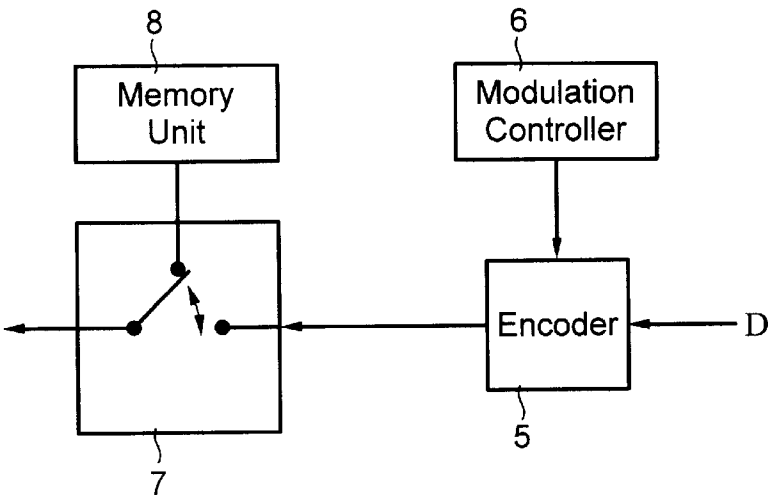 8
6
Memory
Unit
Modulation
Controller
Encoder
D
5
7